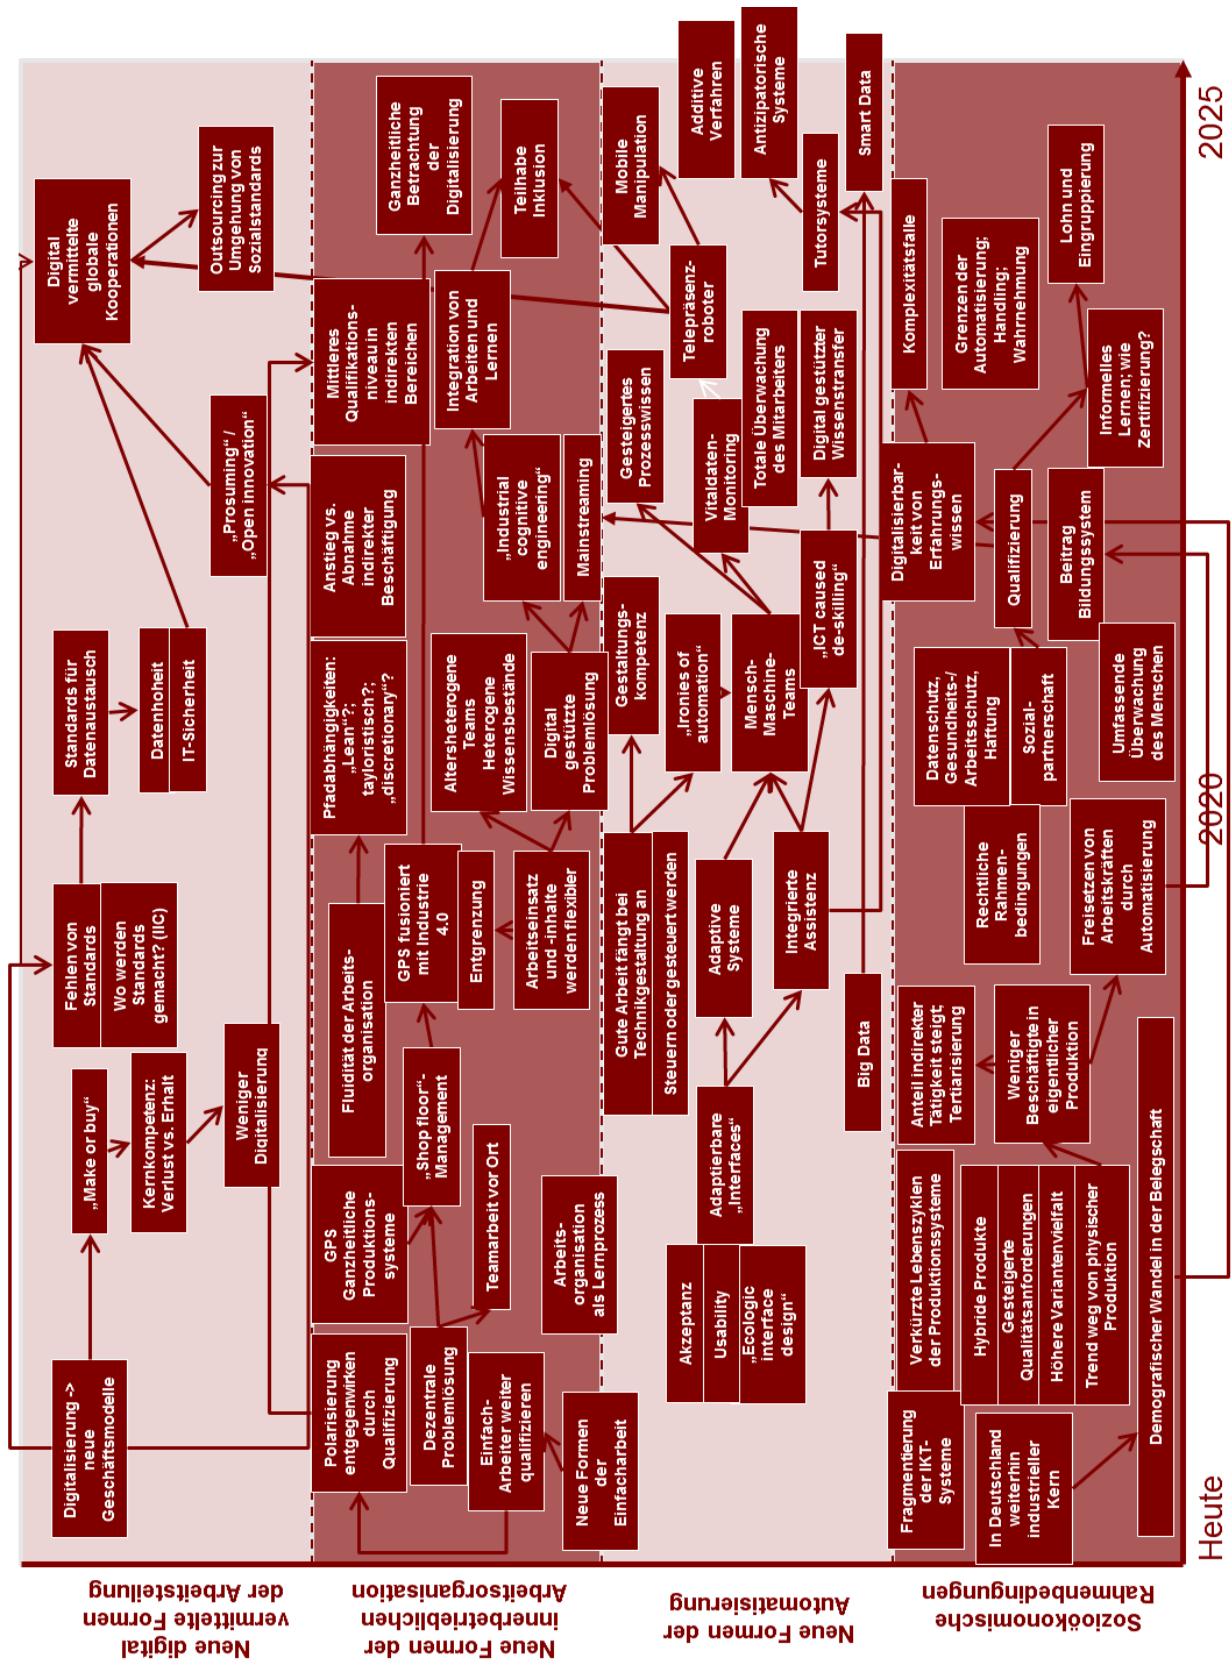 Neue digital
vermittelte Formen
der Arbeitsteilung
Digitalisierung ->
neue
Geschäftsmodelle
„Make or buy“
Kernkompetenz:
Verlust vs. Erhalt
Weniger
Digitalisierung
Fehlen von
Standards
Wo werden
Standards
gemacht? (IIC)
Standards für
Datenaustausch
Datenhoheit
IT-Sicherheit
„Prosuming“ /
„Open innovation“
Digital
vermittelte
globale
Kooperationen
Outsourcing zur
Umgehung von
Sozialstandards
Neue Formen der
innerbetrieblichen
Arbeitsorganisation
Polarisierung
entgegenwirken
durch
Qualifizierung
Dezentrale
Problemlösung
Einfach-
Arbeiter weiter
qualifizieren
Neue Formen
der
Einfacharbeit
GPS
Ganzheitliche
Produktions-
systeme
„Shop floor“-
Management
Teamarbeit vor Ort
Arbeits-
organisation
als Lernprozess
Fluidität der Arbeits-
organisation
GPS fusioniert
mit Industrie
4.0
Entgrenzung
Arbeitseinsatz
und -inhalte
werden flexibler
Pfadabhängigkeiten:
„Lean“?;
tayloristisch?;
„discretionary“?
Altersheterogene
Teams
Heterogene
Wissensbestände
Digital
gestützte
Problemlösung
Anstieg vs.
Abnahme
indirekter
Beschäftigung
„Industrial
cognitive
engineering“
Mainstreaming
Mittleres
Qualifikations-
niveau in
indirekten
Bereichen
Integration von
Arbeiten und
Lernen
Ganzheitliche
Betrachtung
der
Digitalisierung
Teilhabe
Inklusion
Neue Formen der
Automatisierung
Akzeptanz
Usability
„Ecologic
interface
design“
Adaptierbare
„Interfaces“
Gute Arbeit fängt bei
Technikgestaltung an
Steuern oder gesteuert werden
Adaptive
Systeme
Integrierte
Assistenz
Big Data
Gestaltungs-
kompetenz
„Ironies of
automation“
Mensch-
Maschine-
Teams
„ICT caused
de-skilling“
Gesteigertes
Prozesswissen
Vitaldaten-
Monitoring
Totale Überwachung
des Mitarbeiters
Digital gestützter
Wissenstransfer
Telepräsenz-
roboter
Mobile
Manipulation
Additive
Verfahren
Antizipatorische
Systeme
Tutorsysteme
Smart Data
Sozioökonomische
Rahmenbedingungen
Fragmentierung
der IKT-
Systeme
In Deutschland
weiterhin
industrieller
Kern
Verkürzte Lebenszyklen
der Produktionssysteme
Hybride Produkte
Gesteigerte
Qualitätsanforderungen
Höhere Variantenvielfalt
Trend weg von physischer
Produktion
Demografischer Wandel in der Belegschaft
Anteil indirekter
Tätigkeit steigt;
Tertiarisierung
Weniger
Beschäftigte in
eigentlicher
Produktion
Rechtliche
Rahmen-
bedingungen
Freisetzen von
Arbeitskräften
durch
Automatisierung
Datenschutz,
Gesundheits-/
Arbeitsschutz,
Haftung
Sozial-
partnerschaft
Umfassende
Überwachung
des Menschen
Digitalisierbar-
keit von
Erfahrungs-
wissen
Qualifizierung
Beitrag
Bildungssystem
Komplexitätsfalle
Grenzen der
Automatisierung;
Handling;
Wahrnehmung
Informelles
Lernen; wie
Zertifizierung?
Lohn und
Eingruppierung
Heute
2020
2025